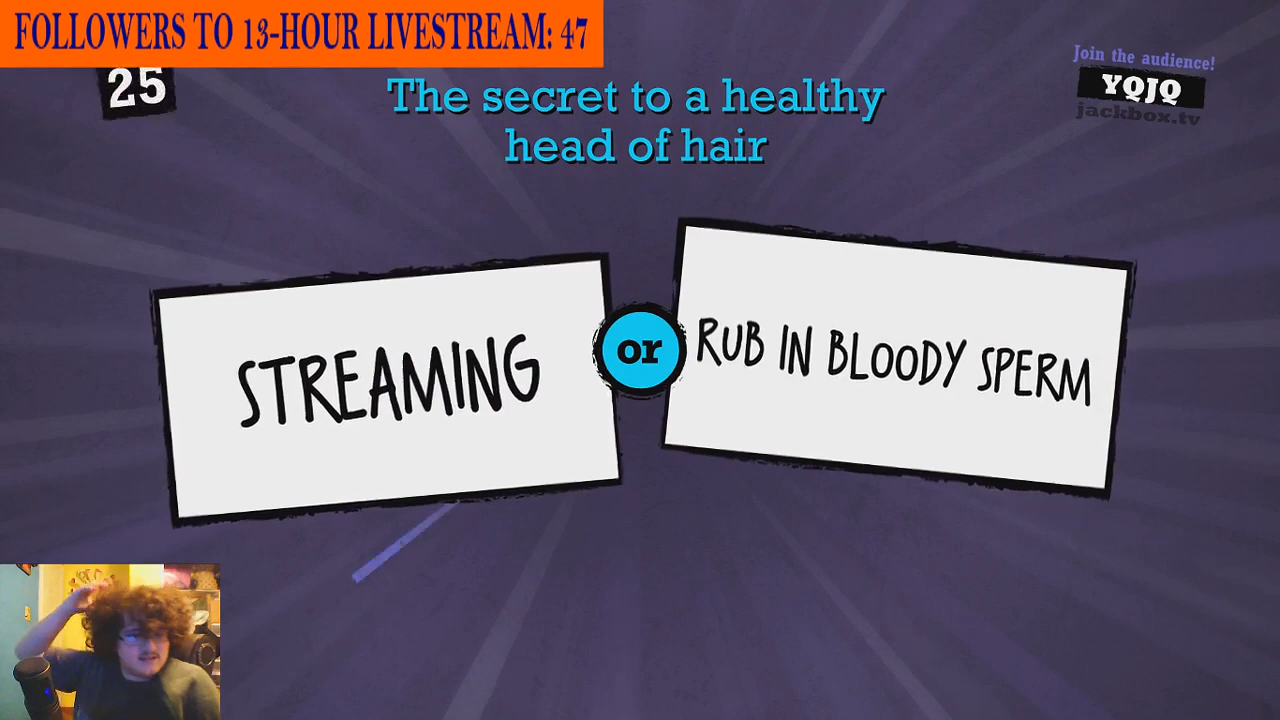 FOLLOWERS TO 13-HOUR LIVESTREAM: 47
25
Join the audience!
YQJQ
jackbox.tv
The secret to a healthy
head of hair
STREAMING
or
RUB IN BLOODY SPERM